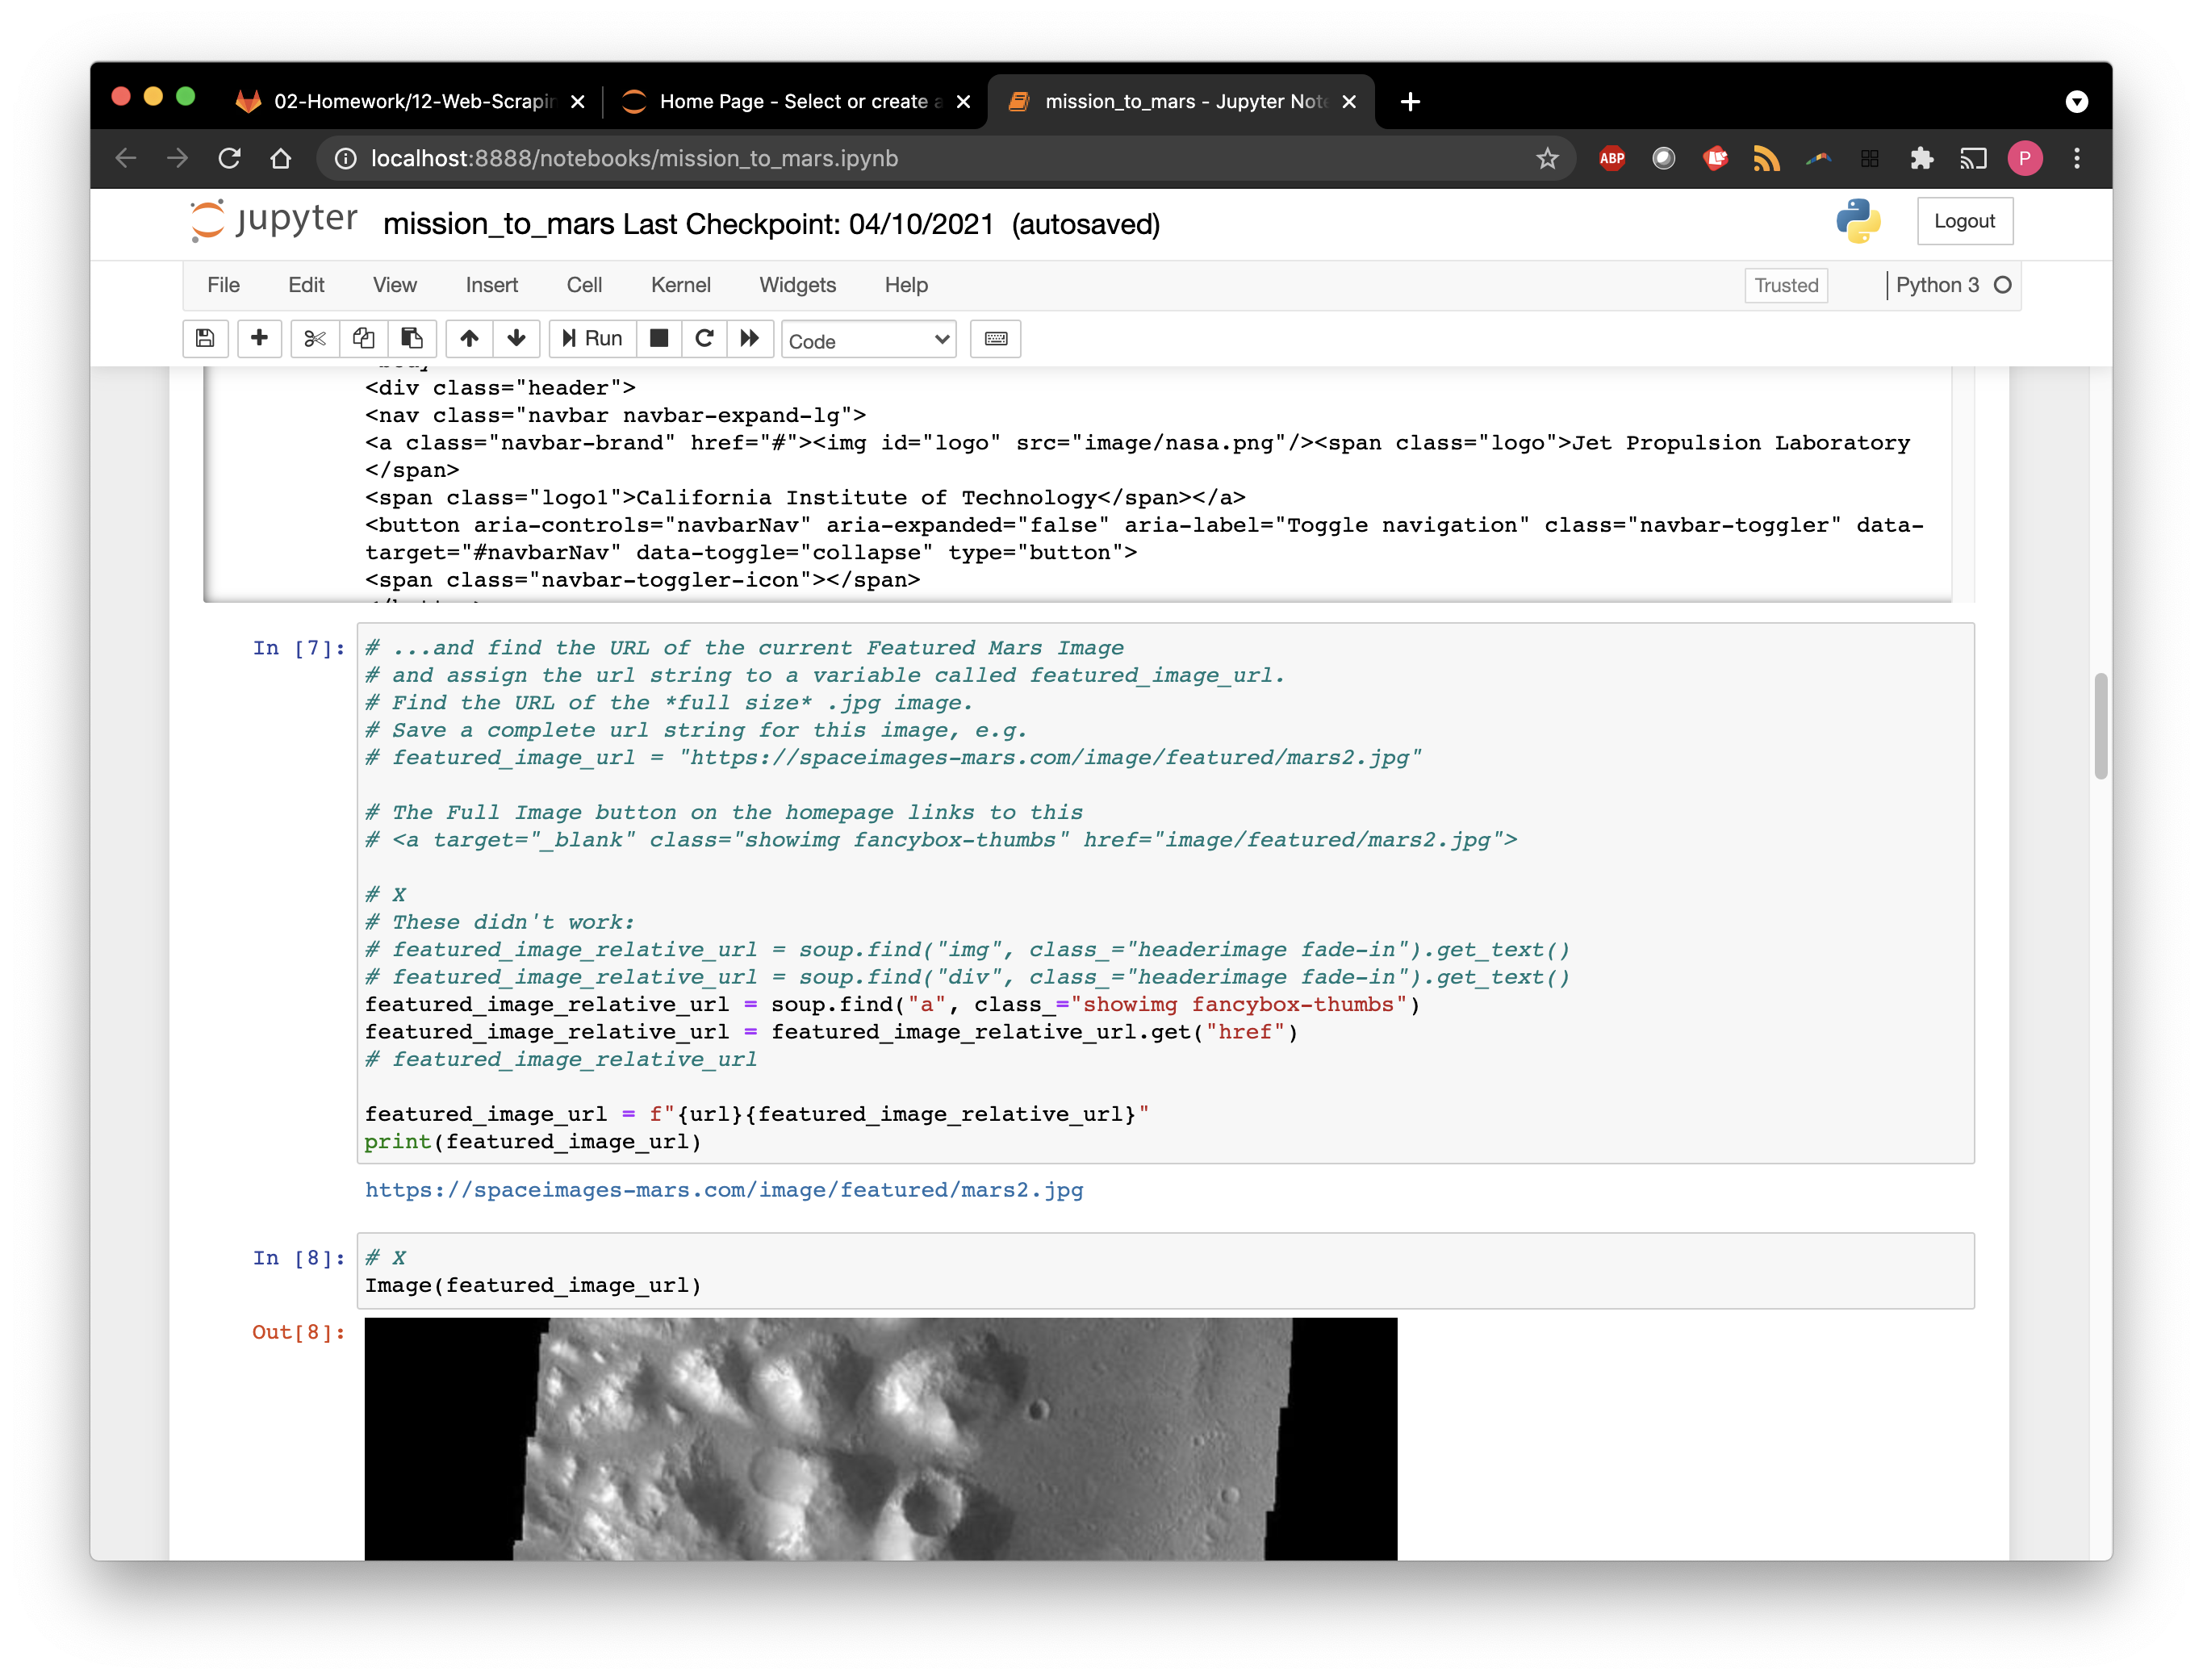 02-Homework/12-Web-Scrapin
Home Page - Select or create a
mission_to_mars - Jupyter Note
localhost:8888/notebooks/mission_to_mars.ipynb
ABP
P
jupyter mission_to_mars Last Checkpoint: 04/10/2021 (autosaved)
Logout
File Edit View Insert Cell Kernel Widgets Help
Trusted
Python 3
Run
Code
<div class="header">
<nav class="navbar navbar-expand-lg">
<a class="navbar-brand" href="#"><img id="logo" src="image/nasa.png"/><span class="logo">Jet Propulsion Laboratory
</span>
<span class="logo1">California Institute of Technology</span></a>
<button aria-controls="navbarNav" aria-expanded="false" aria-label="Toggle navigation" class="navbar-toggler" data-
target="#navbarNav" data-toggle="collapse" type="button">
<span class="navbar-toggler-icon"></span>
In [7]:
# ...and find the URL of the current Featured Mars Image
# and assign the url string to a variable called featured_image_url.
# Find the URL of the *full size* .jpg image.
# Save a complete url string for this image, e.g.
# featured_image_url = "https://spaceimages-mars.com/image/featured/mars2.jpg"
# The Full Image button on the homepage links to this
# <a target="_blank" class="showimg fancybox-thumbs" href="image/featured/mars2.jpg">
# X
# These didn't work:
# featured_image_relative_url = soup.find("img", class_="headerimage fade-in").get_text()
# featured_image_relative_url = soup.find("div", class_="headerimage fade-in").get_text()
featured_image_relative_url = soup.find("a", class_="showimg fancybox-thumbs")
featured_image_relative_url = featured_image_relative_url.get("href")
# featured_image_relative_url
featured_image_url = f"{url}{featured_image_relative_url}"
print(featured_image_url)
https://spaceimages-mars.com/image/featured/mars2.jpg
In [8]:
# X
Image(featured_image_url)
Out[8]: